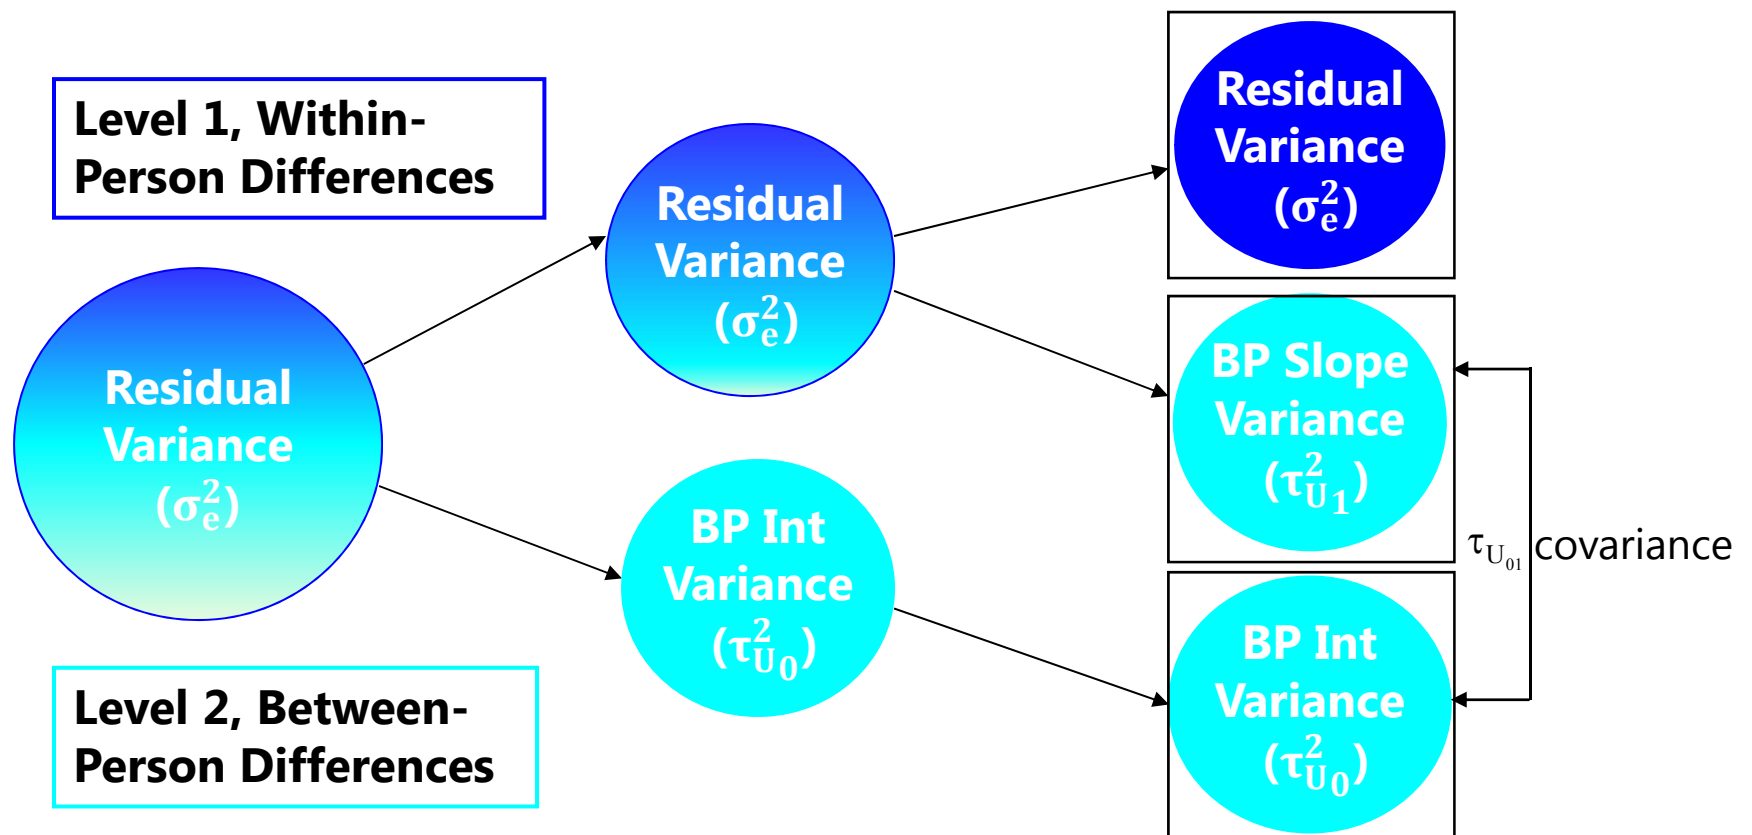 Level 1, Within-
Person Differences
Residual
Variance
(σ²ₑ)
Level 2, Between-
Person Differences
Residual
Variance
(σ²ₑ)
BP Int
Variance
(τ²U₀)
Residual
Variance
(σ²ₑ)
BP Slope
Variance
(τ²U₁)
BP Int
Variance
(τ²U₀)
τU₀₁ covariance